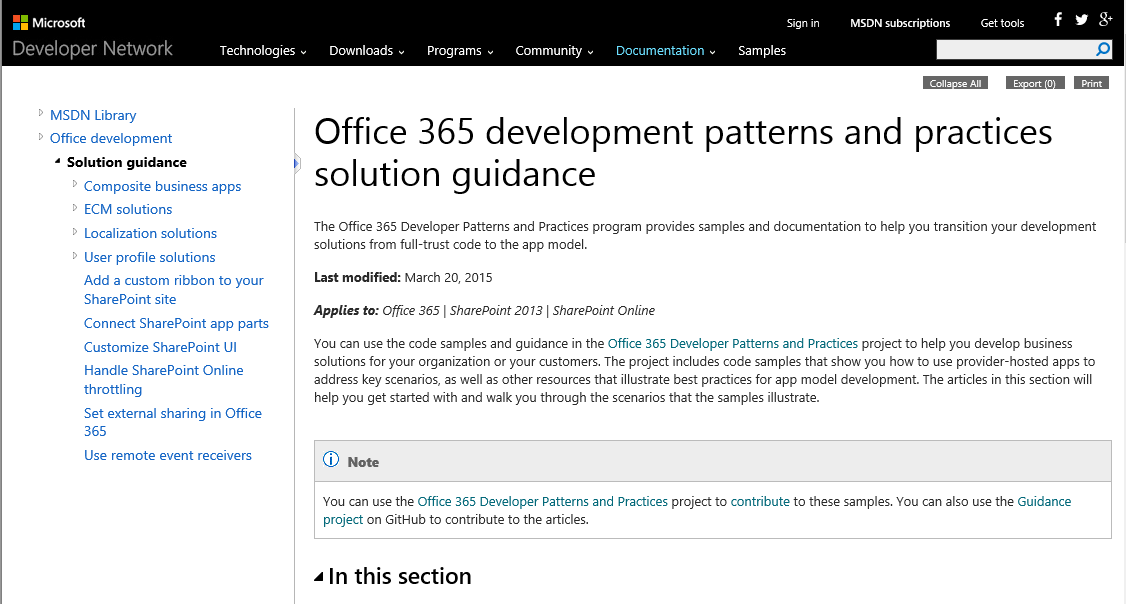 Microsoft
Developer Network
Sign in
MSDN subscriptions
Get tools
Technologies
Downloads
Programs
Community
Documentation
Samples
Collapse All
Export (0)
Print
MSDN Library
Office development
Solution guidance
Composite business apps
ECM solutions
Localization solutions
User profile solutions
Add a custom ribbon to your
SharePoint site
Connect SharePoint app parts
Customize SharePoint UI
Handle SharePoint Online
throttling
Set external sharing in Office
365
Use remote event receivers
Office 365 development patterns and practices
solution guidance
The Office 365 Developer Patterns and Practices program provides samples and documentation to help you transition your development
solutions from full-trust code to the app model.
Last modified: March 20, 2015
Applies to: Office 365 | SharePoint 2013 | SharePoint Online
You can use the code samples and guidance in the Office 365 Developer Patterns and Practices project to help you develop business
solutions for your organization or your customers. The project includes code samples that show you how to use provider-hosted apps to
address key scenarios, as well as other resources that illustrate best practices for app model development. The articles in this section will
help you get started with and walk you through the scenarios that the samples illustrate.
Note
You can use the Office 365 Developer Patterns and Practices project to contribute to these samples. You can also use the Guidance
project on GitHub to contribute to the articles.
In this section